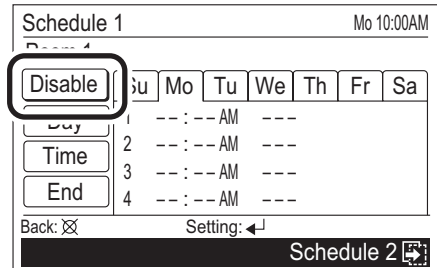 Schedule 1 Mo 10:00AM
Disable Su Mo Tu We Th Fr Sa
Day 1 --:--AM ---
Time 2 --:--AM ---
3 --:--AM ---
End 4 --:--AM ---
Back: Setting:
Schedule 2